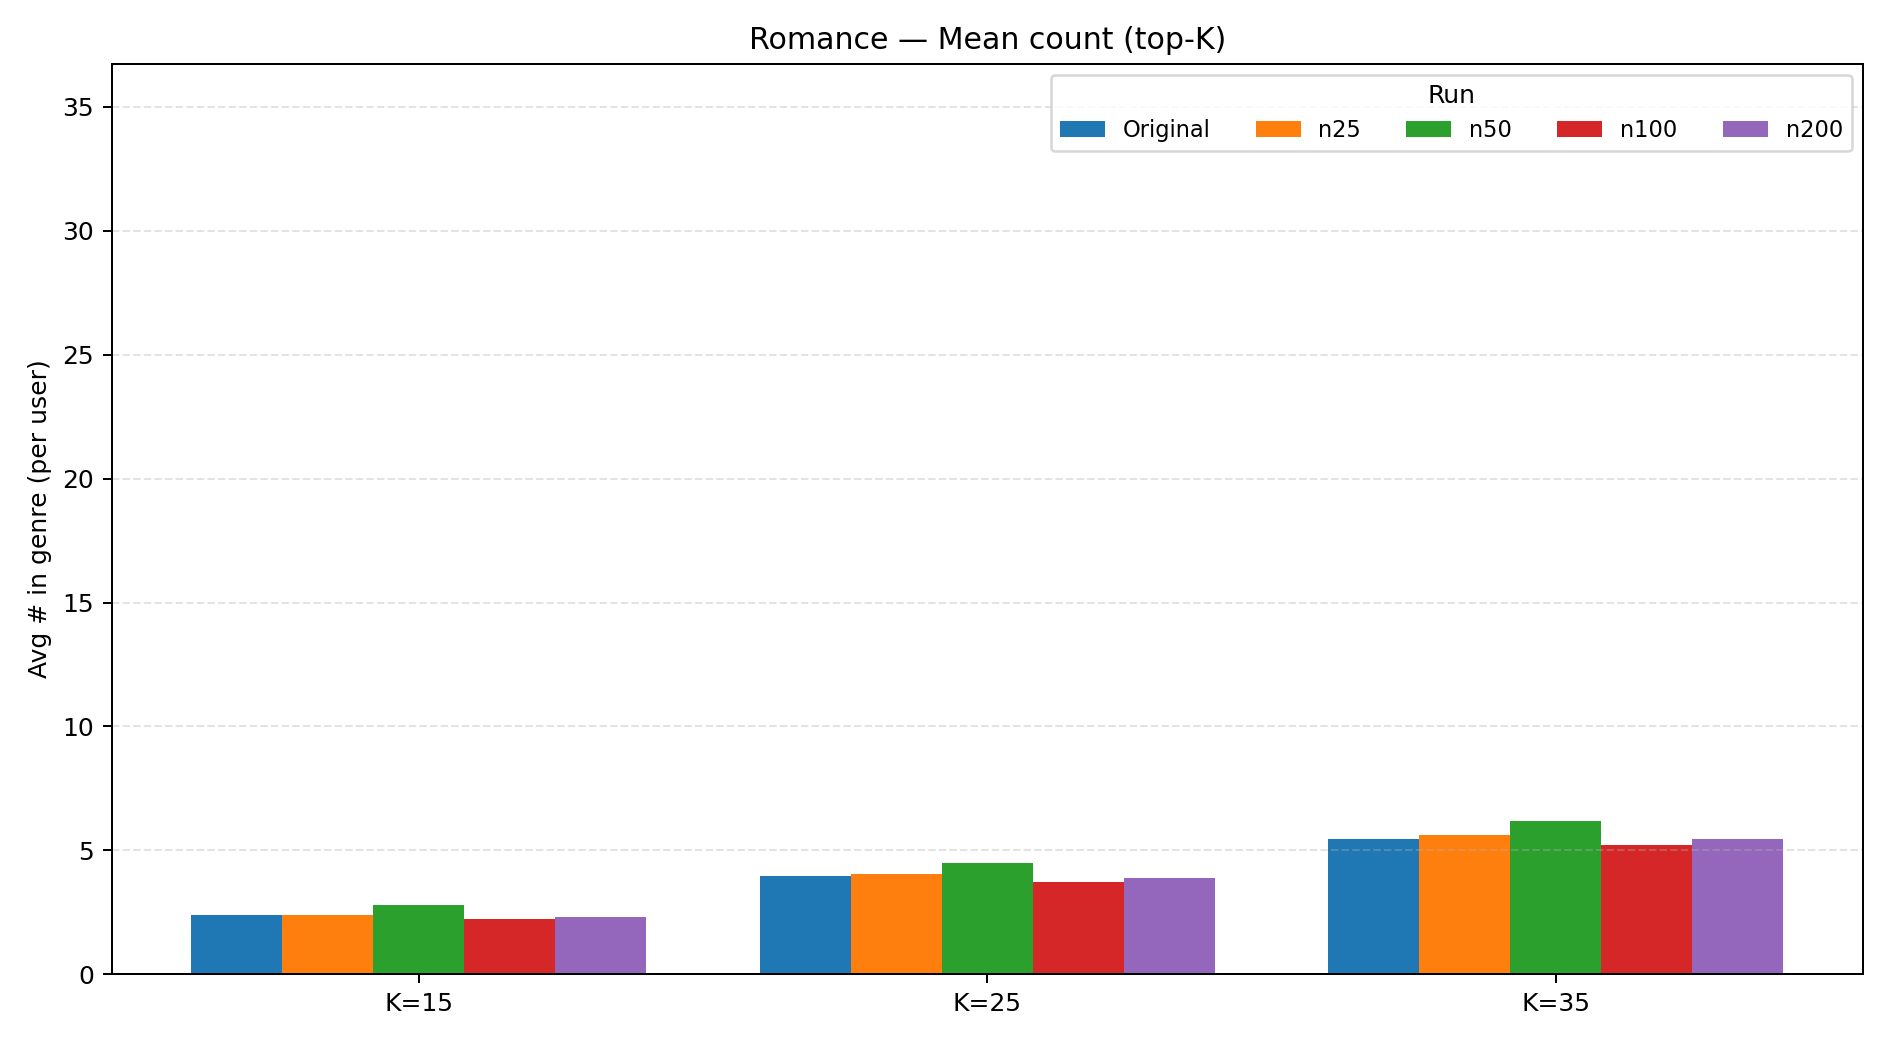 Romance — Mean count (top-K)
Run
Original n25 n50 n100 n200
Avg # in genre (per user)
35
30
25
20
15
10
5
0
K=15 K=25 K=35